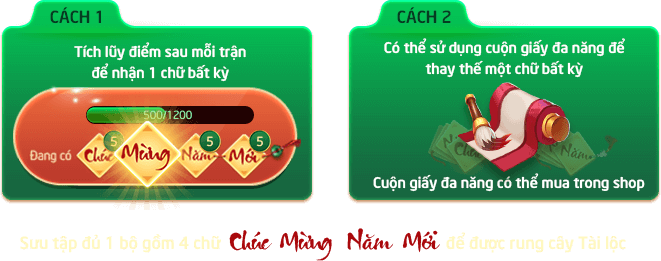 CÁCH 1
Tích lũy điểm sau mỗi trận
để nhận 1 chữ bất kỳ
500/1200
Đang có
Chúc 5
Mừng
Năm 5
Mới 5
CÁCH 2
Có thể sử dụng cuộn giấy đa năng để
thay thế một chữ bất kỳ
Năm
Cuộn giấy đa năng có thể mua trong shop
Sưu tập đủ 1 bộ gồm 4 chữ Chúc Mừng Năm Mới để được rung cây Tài lộc